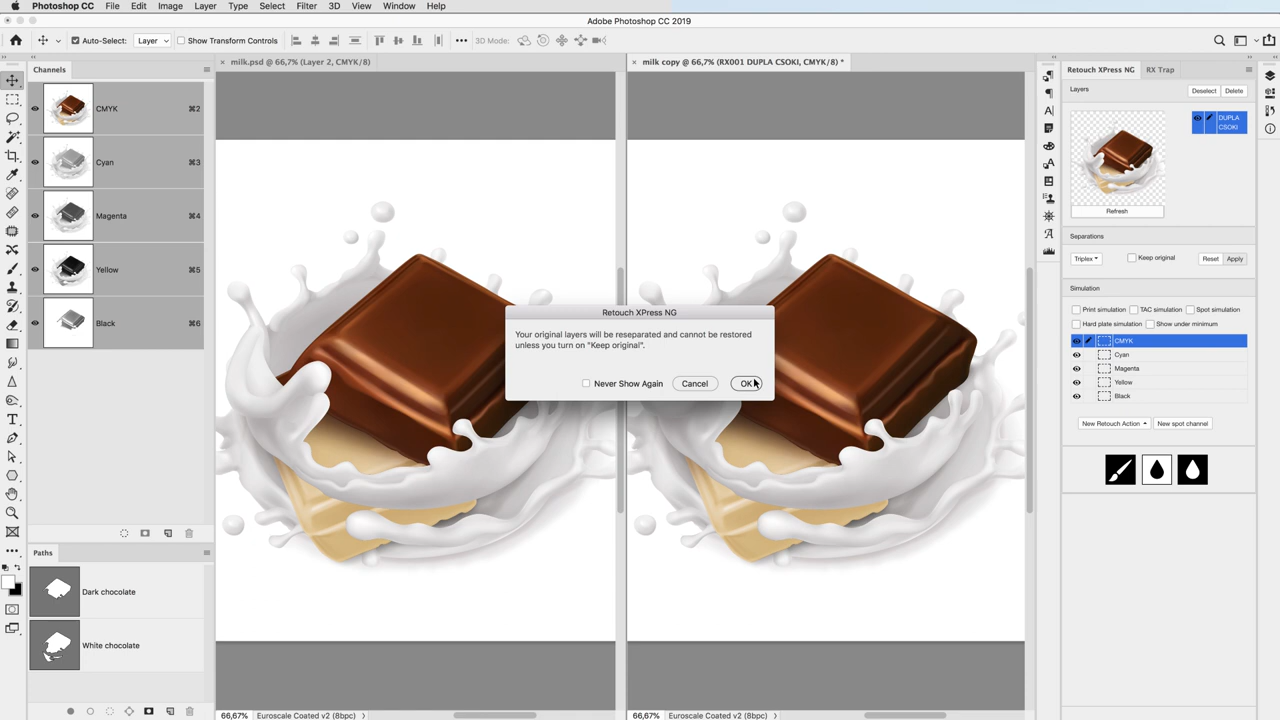 Photoshop CC File Edit Image Layer Type Select Filter 3D View Window Help
Adobe Photoshop CC 2019
Auto-Select: Layer Show Transform Controls 3D Mode:
Channels
CMYK ⌘2
Cyan ⌘3
Magenta ⌘4
Yellow ⌘5
Black ⌘6
Paths
Dark chocolate
White chocolate
× milk.psd @ 66,7% (Layer 2, CMYK/8)
66,67% Euroscale Coated v2 (8bpc)
× milk copy @ 66,7% (RX001 DUPLA CSOKI, CMYK/8) *
66,67% Euroscale Coated v2 (8bpc)
Retouch XPress NG
Your original layers will be reseparated and cannot be restored
unless you turn on "Keep original".
Never Show Again Cancel OK
Retouch XPress NG RX Trap
Layers Deselect Delete
DUPLA
CSOKI
Refresh
Separations
Triplex Keep original Reset Apply
Simulation
Print simulation TAC simulation Spot simulation
Hard plate simulation Show under minimum
CMYK
Cyan
Magenta
Yellow
Black
New Retouch Action New spot channel